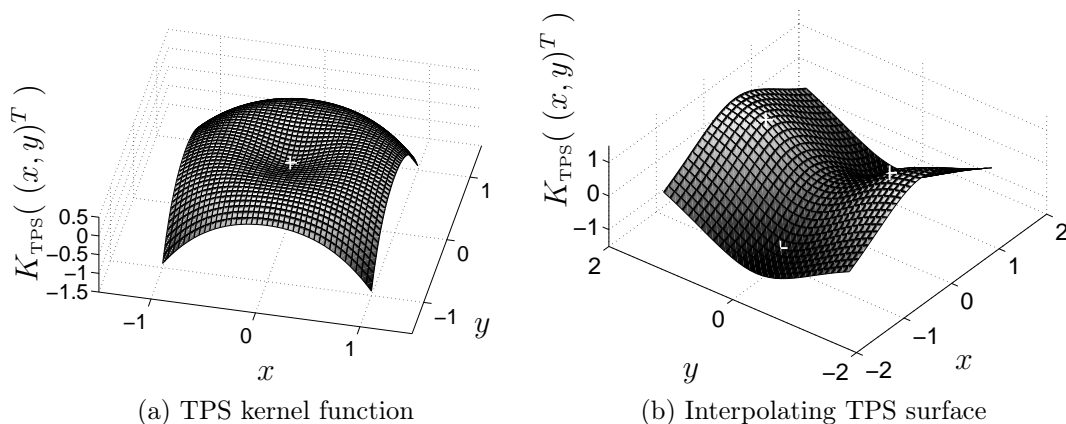 K_TPS( (x, y)^T )
0.5
0
−0.5
−1
−1.5
−1
0
1
x
−1
0
1
y
(a) TPS kernel function
K_TPS( (x, y)^T )
1
0
−1
2
0
−2
y
−2
−1
0
1
2
x
(b) Interpolating TPS surface